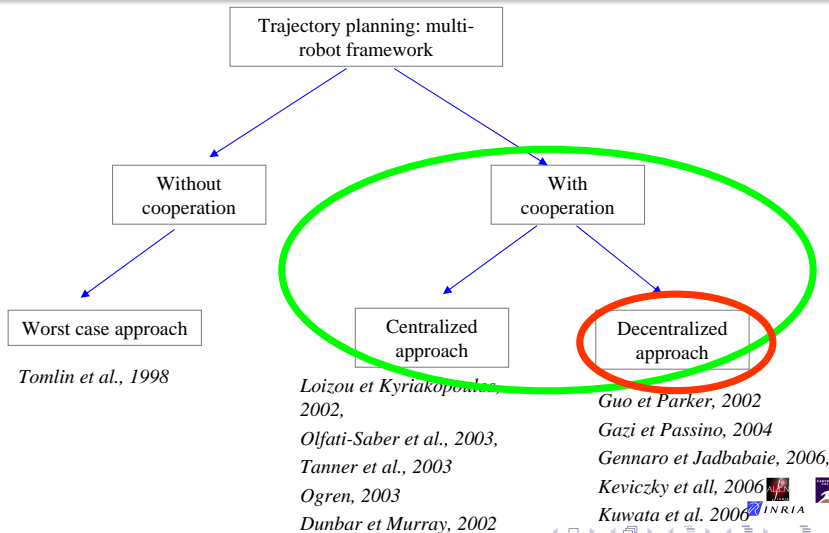 Trajectory planning: multi-
robot framework
Without
cooperation
With
cooperation
Worst case approach
Centralized
approach
Decentralized
approach
Tomlin et al., 1998
Loizou et Kyriakopoulos,
2002,
Olfati-Saber et al., 2003,
Tanner et al., 2003
Ogren, 2003
Dunbar et Murray, 2002
Guo et Parker, 2002
Gazi et Passino, 2004
Gennaro et Jadbabaie, 2006,
Keviczky et all, 2006
Kuwata et al. 2006
INRIA